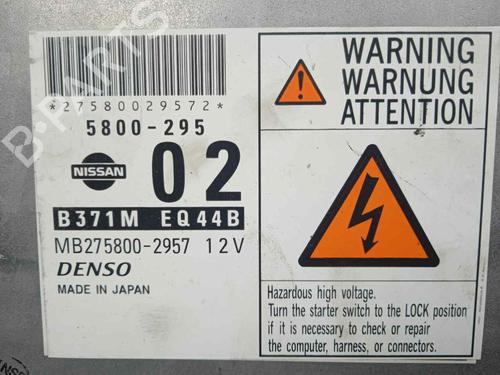 *27580029572*
5800-295
NISSAN
02
B371M EQ44B
MB275800-2957 12V
DENSO
MADE IN JAPAN
WARNING
WARNUNG
ATTENTION
Hazardous high voltage.
Turn the starter switch to the LOCK position
if it is necessary to check or repair
the computer, harness, or connectors.
B-PARTS